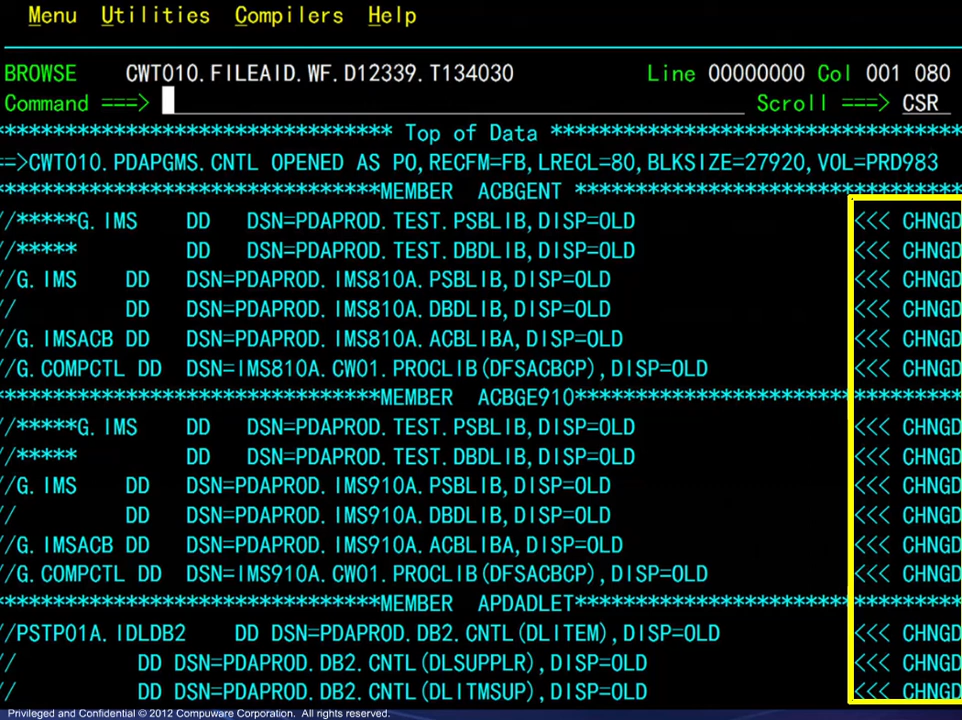 Menu Utilities Compilers Help
BROWSE CWT010.FILEAID.WF.D12339.T134030 Line 00000000 Col 001 080
Command ===> Scroll ===> CSR
******************************** Top of Data **********************************
=>CWT010.PDAPGMS.CNTL OPENED AS PO,RECFM=FB,LRECL=80,BLKSIZE=27920,VOL=PRD983
*******************************MEMBER ACBGENT ********************************
//*****G.IMS DD DSN=PDAPROD.TEST.PSBLIB,DISP=OLD <<< CHNGD
//***** DD DSN=PDAPROD.TEST.DBDLIB,DISP=OLD <<< CHNGD
//G.IMS DD DSN=PDAPROD.IMS810A.PSBLIB,DISP=OLD <<< CHNGD
// DD DSN=PDAPROD.IMS810A.DBDLIB,DISP=OLD <<< CHNGD
//G.IMSACB DD DSN=PDAPROD.IMS810A.ACBLIBA,DISP=OLD <<< CHNGD
//G.COMPCTL DD DSN=IMS810A.CW01.PROCLIB(DFSACBCP),DISP=OLD <<< CHNGD
*******************************MEMBER ACBGE910********************************
//*****G.IMS DD DSN=PDAPROD.TEST.PSBLIB,DISP=OLD <<< CHNGD
//***** DD DSN=PDAPROD.TEST.DBDLIB,DISP=OLD <<< CHNGD
//G.IMS DD DSN=PDAPROD.IMS910A.PSBLIB,DISP=OLD <<< CHNGD
// DD DSN=PDAPROD.IMS910A.DBDLIB,DISP=OLD <<< CHNGD
//G.IMSACB DD DSN=PDAPROD.IMS910A.ACBLIBA,DISP=OLD <<< CHNGD
//G.COMPCTL DD DSN=IMS910A.CW01.PROCLIB(DFSACBCP),DISP=OLD <<< CHNGD
*******************************MEMBER APDADLET********************************
//PSTP01A.IDLDB2 DD DSN=PDAPROD.DB2.CNTL(DLITEM),DISP=OLD <<< CHNGD
// DD DSN=PDAPROD.DB2.CNTL(DLSUPPLR),DISP=OLD <<< CHNGD
// DD DSN=PDAPROD.DB2.CNTL(DLITMSUP),DISP=OLD <<< CHNGD
Privileged and Confidential © 2012 Compuware Corporation. All rights reserved.